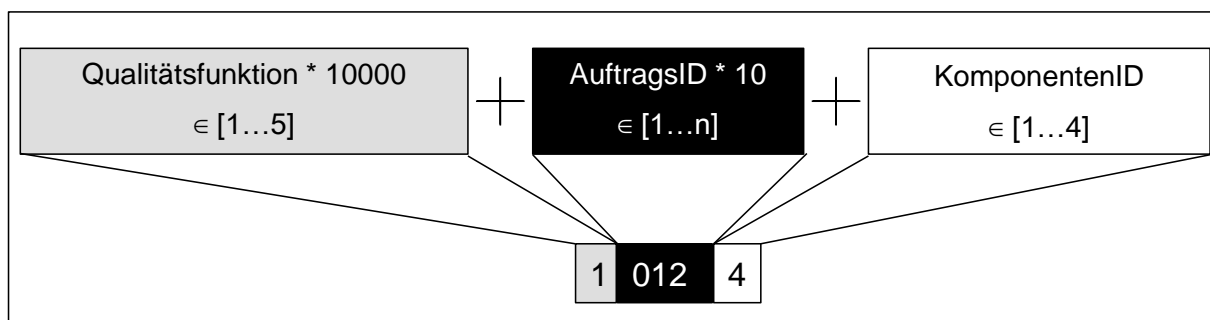 Qualitätsfunktion * 10000
∈ [1…5]
+
AuftragsID * 10
∈ [1…n]
+
KomponentenID
∈ [1…4]
1 012 4